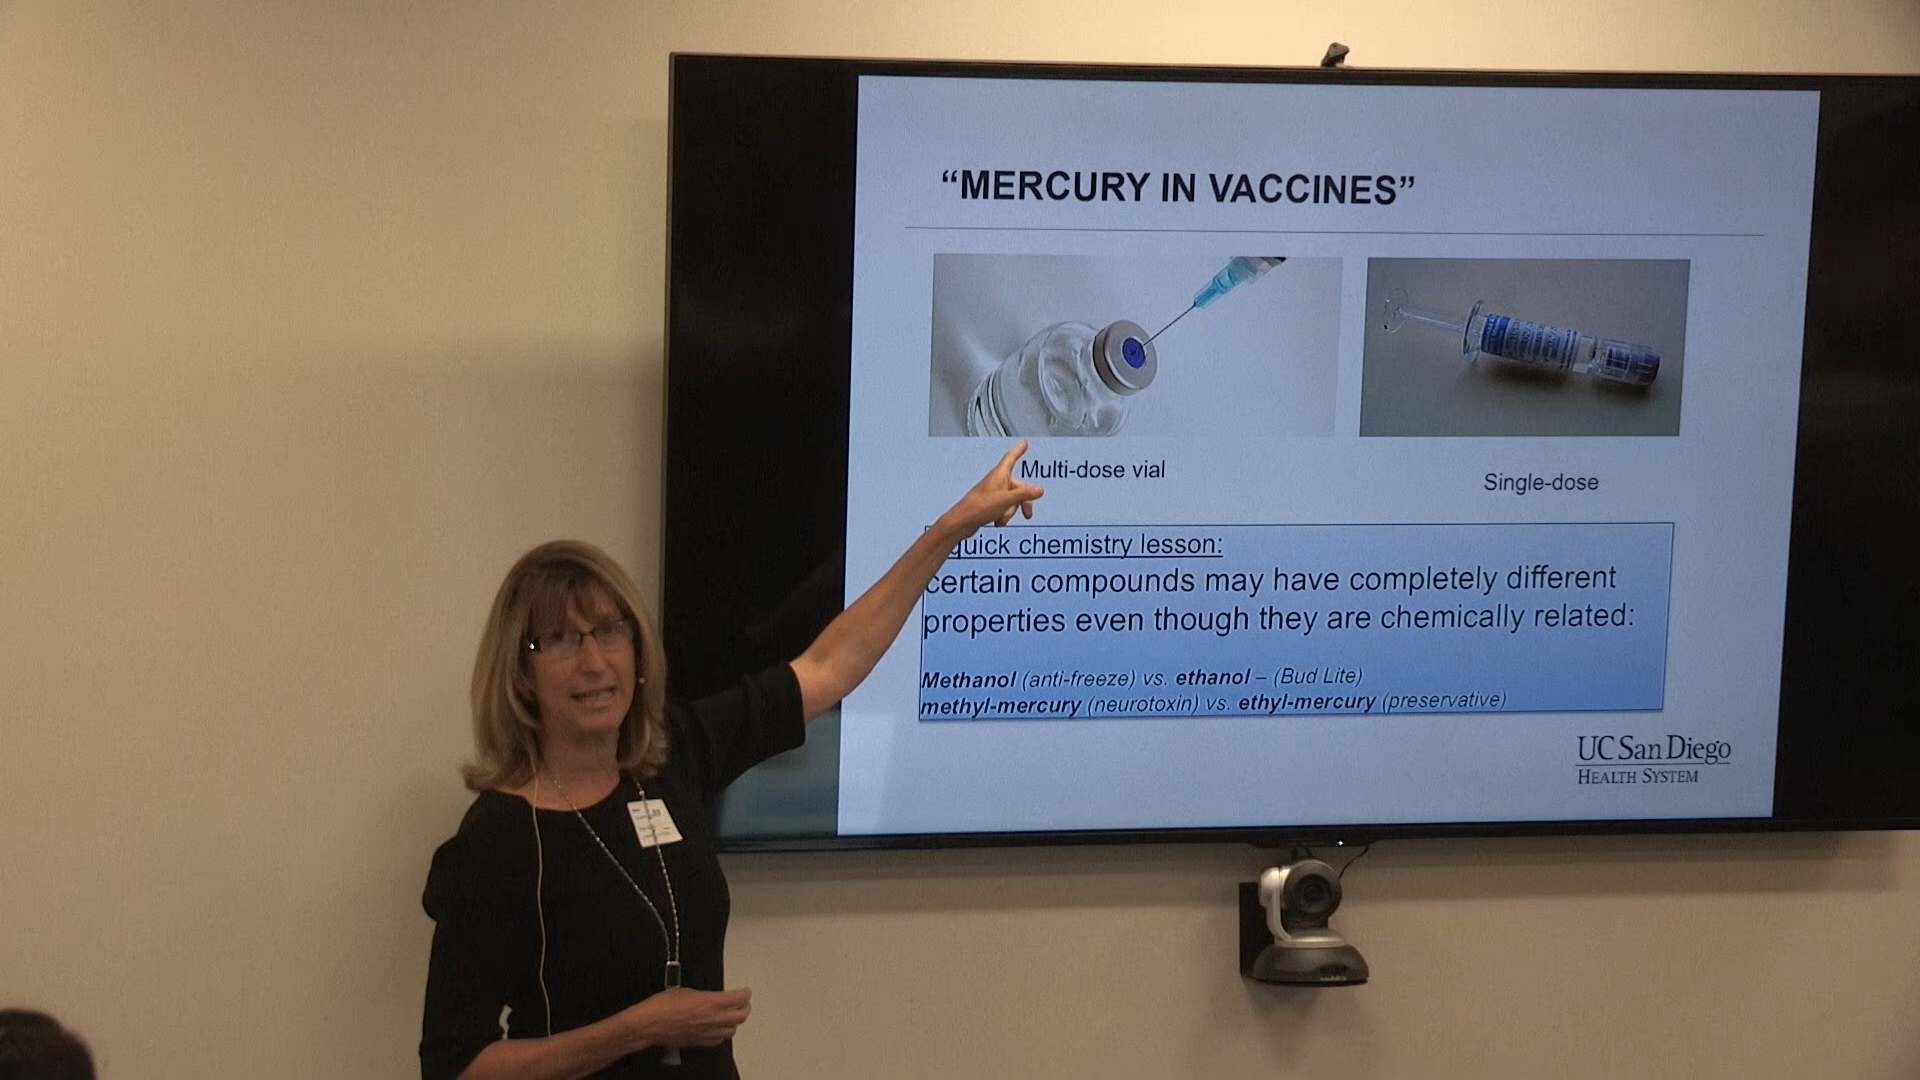 “MERCURY IN VACCINES”
Multi-dose vial
Single-dose
quick chemistry lesson:
certain compounds may have completely different
properties even though they are chemically related:
Methanol (anti-freeze) vs. ethanol – (Bud Lite)
methyl-mercury (neurotoxin) vs. ethyl-mercury (preservative)
UC San Diego
HEALTH SYSTEM